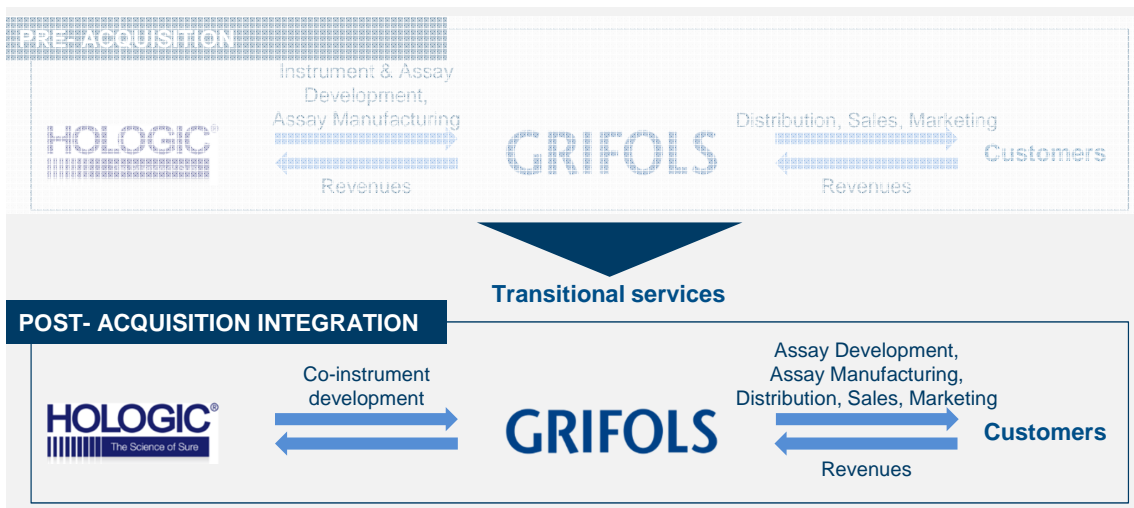 PRE- ACQUISITION
Instrument & Assay
Development,
Assay Manufacturing
HOLOGIC®
GRIFOLS
Distribution, Sales, Marketing
Customers
Revenues
Revenues
Transitional services
POST- ACQUISITION INTEGRATION
Co-instrument
development
HOLOGIC®
The Science of Sure
GRIFOLS
Assay Development,
Assay Manufacturing,
Distribution, Sales, Marketing
Customers
Revenues